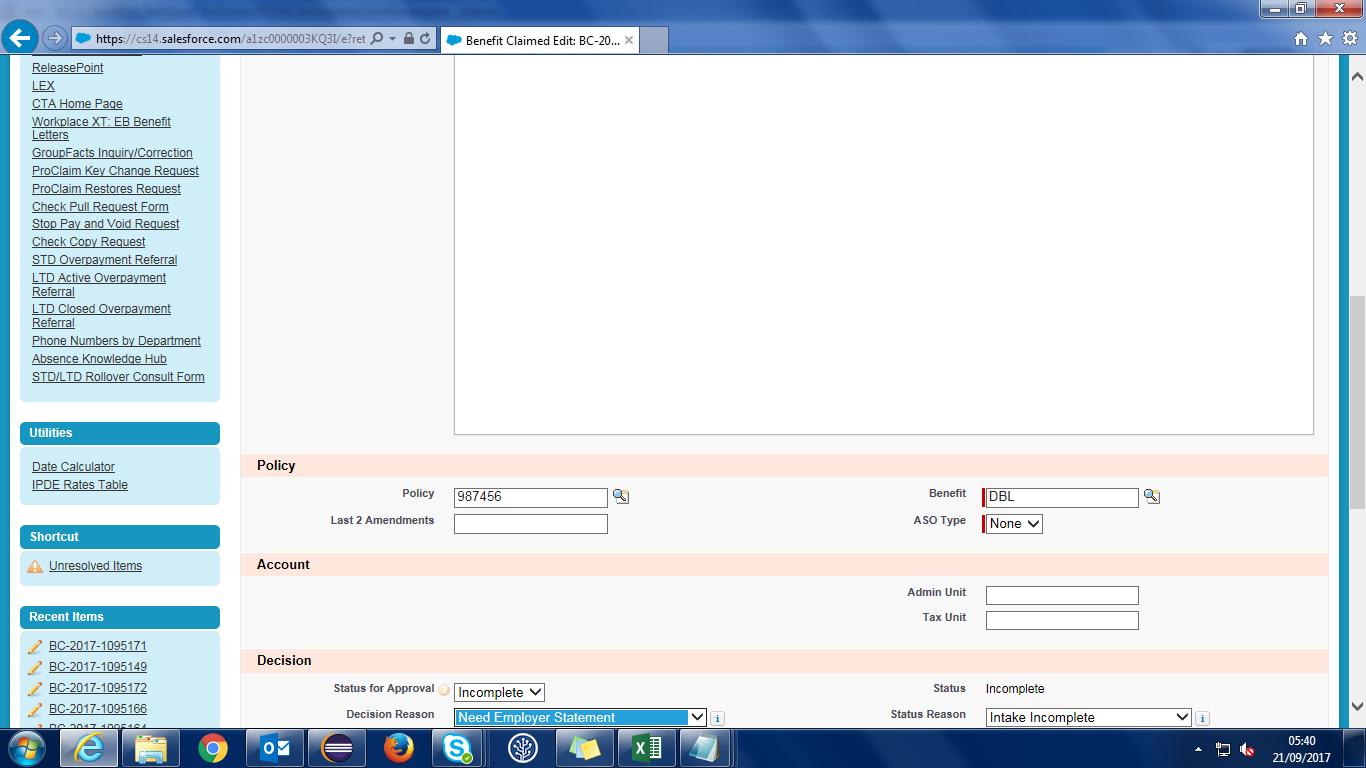 https://cs14.salesforce.com/a1zc0000003KQ3I/e?ret
Benefit Claimed Edit: BC-20...
ReleasePoint
LEX
CTA Home Page
Workplace XT: EB Benefit
Letters
GroupFacts Inquiry/Correction
ProClaim Key Change Request
ProClaim Restores Request
Check Pull Request Form
Stop Pay and Void Request
Check Copy Request
STD Overpayment Referral
LTD Active Overpayment
Referral
LTD Closed Overpayment
Referral
Phone Numbers by Department
Absence Knowledge Hub
STD/LTD Rollover Consult Form
Utilities
Date Calculator
IPDE Rates Table
Shortcut
Unresolved Items
Recent Items
BC-2017-1095171
BC-2017-1095149
BC-2017-1095172
BC-2017-1095166
BC-2017-1095164
Policy
Policy 987456 Benefit DBL
Last 2 Amendments ASO Type None
Account
Admin Unit
Tax Unit
Decision
Status for Approval Incomplete Status Incomplete
Decision Reason Need Employer Statement Status Reason Intake Incomplete
05:40
21/09/2017